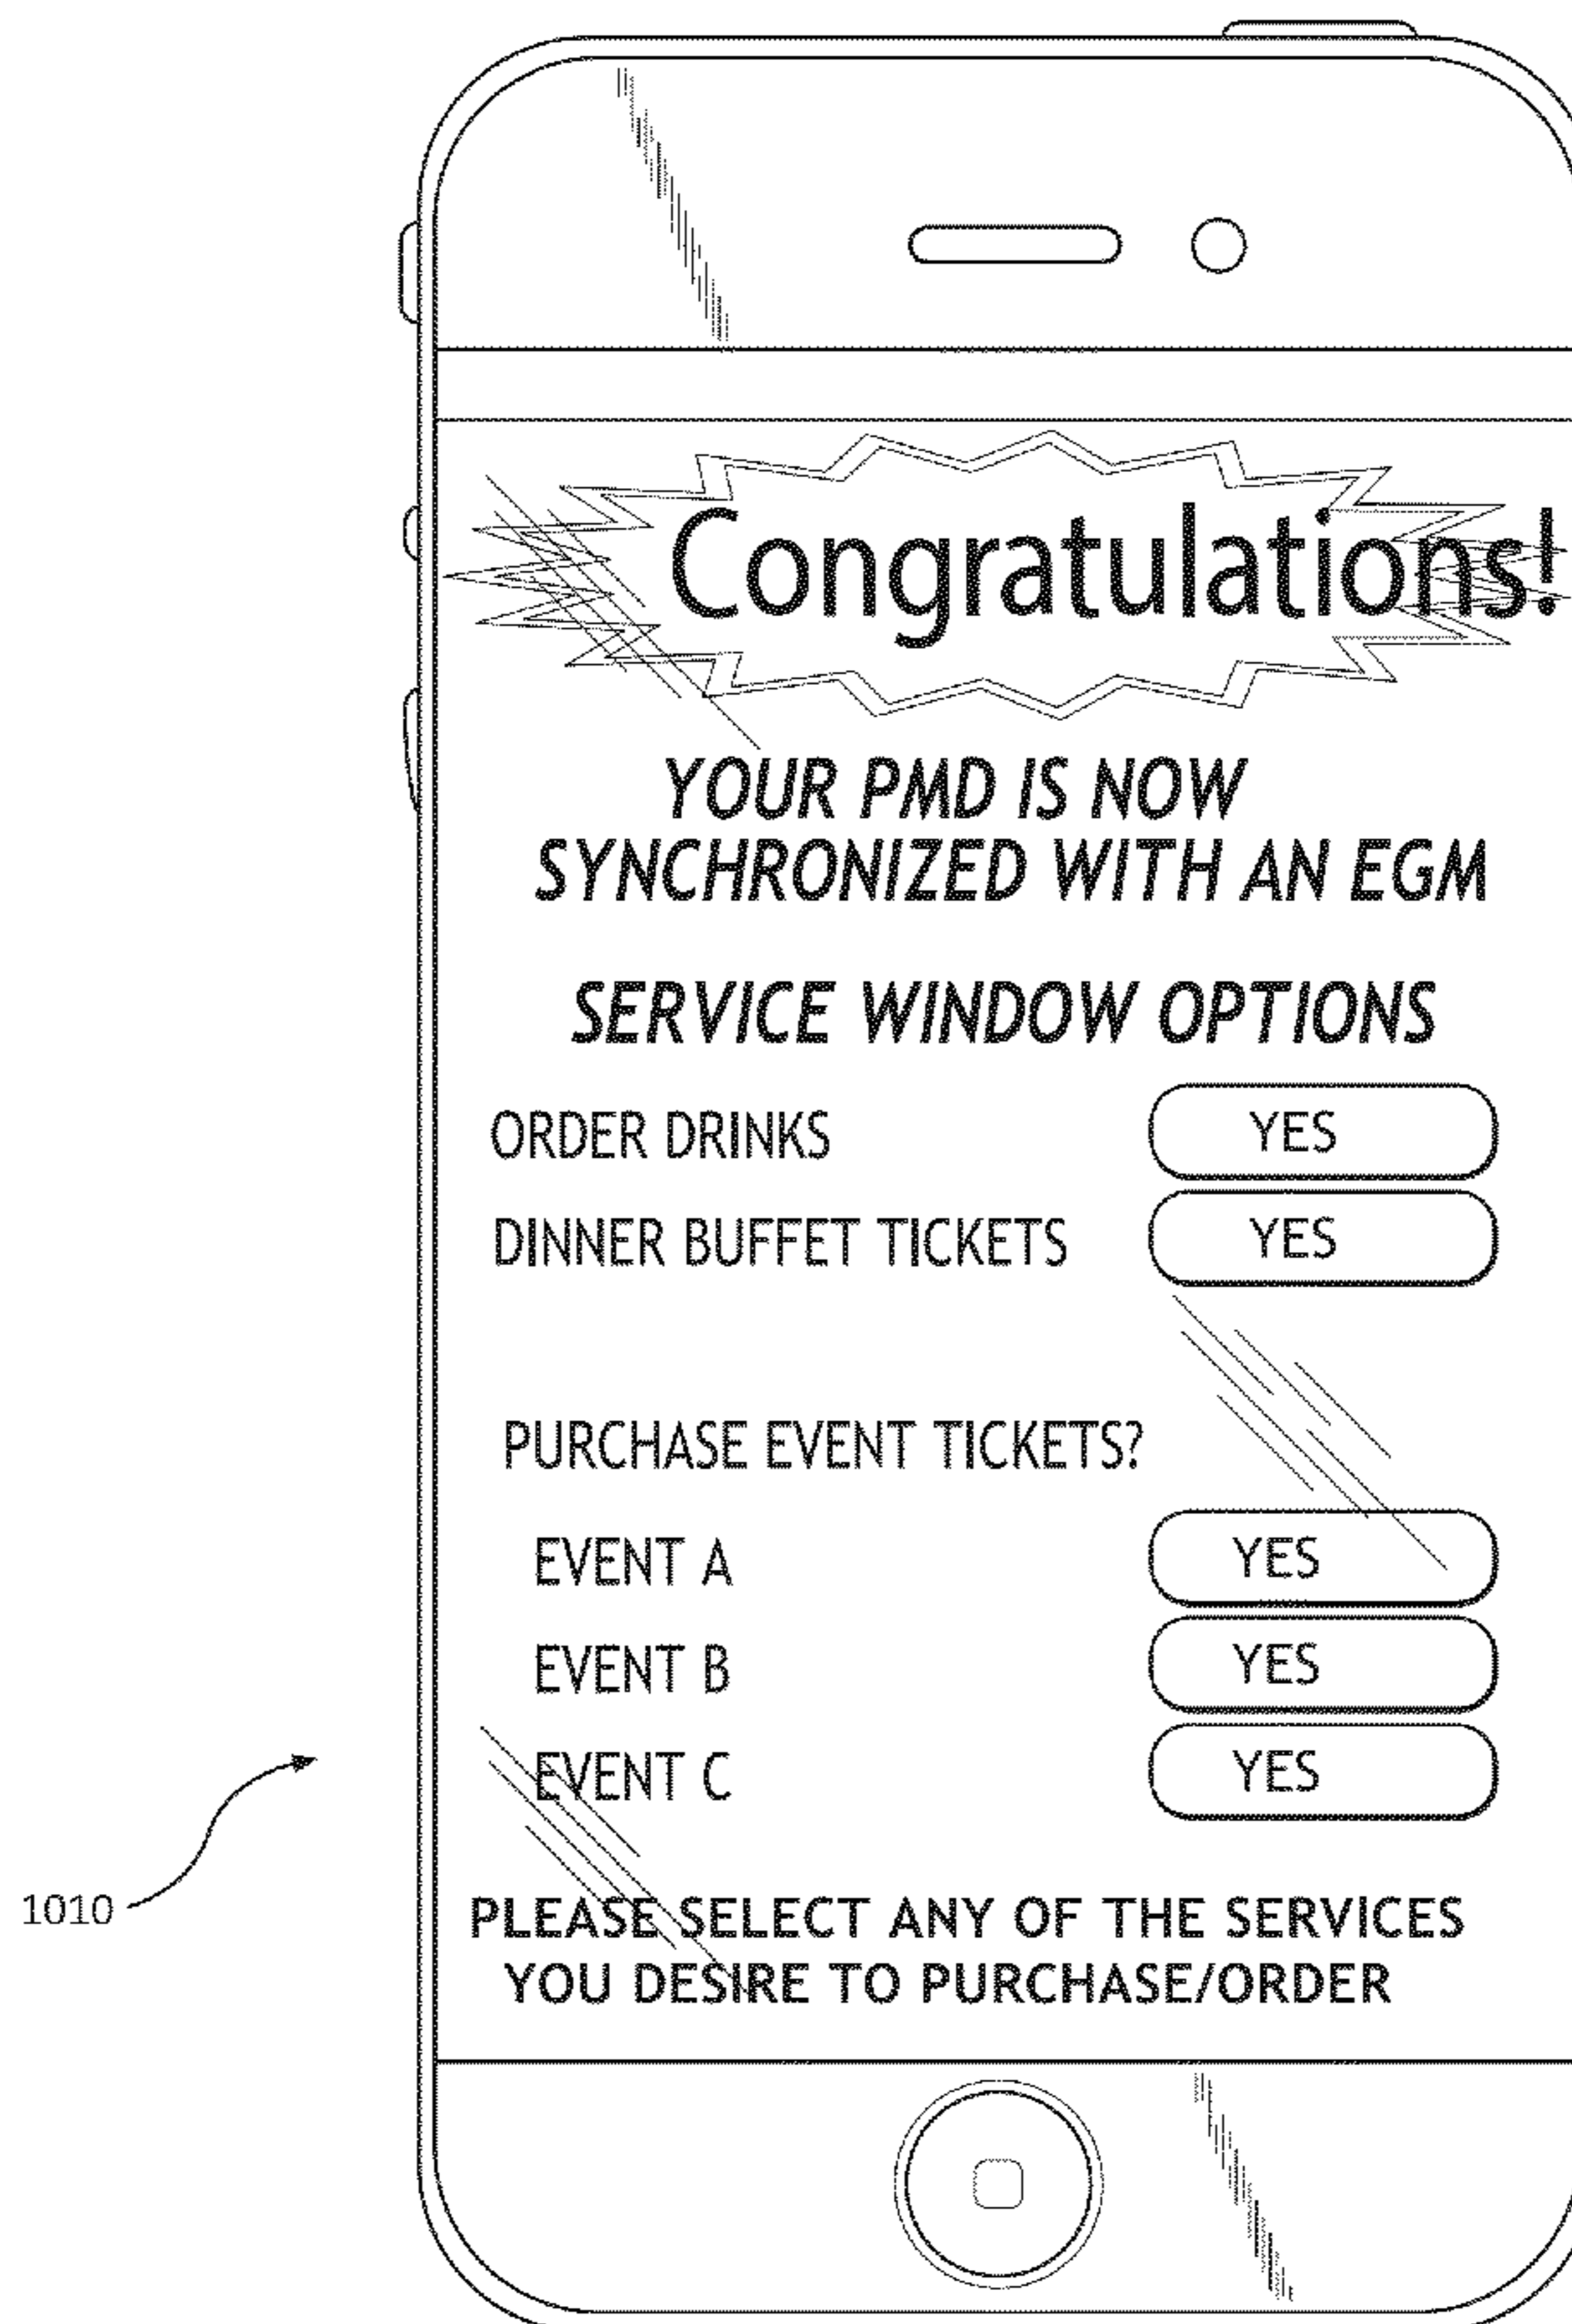 Congratulations!
YOUR PMD IS NOW
SYNCHRONIZED WITH AN EGM
SERVICE WINDOW OPTIONS
ORDER DRINKS YES
DINNER BUFFET TICKETS YES
PURCHASE EVENT TICKETS?
EVENT A YES
EVENT B YES
EVENT C YES
1010
PLEASE SELECT ANY OF THE SERVICES
YOU DESIRE TO PURCHASE/ORDER